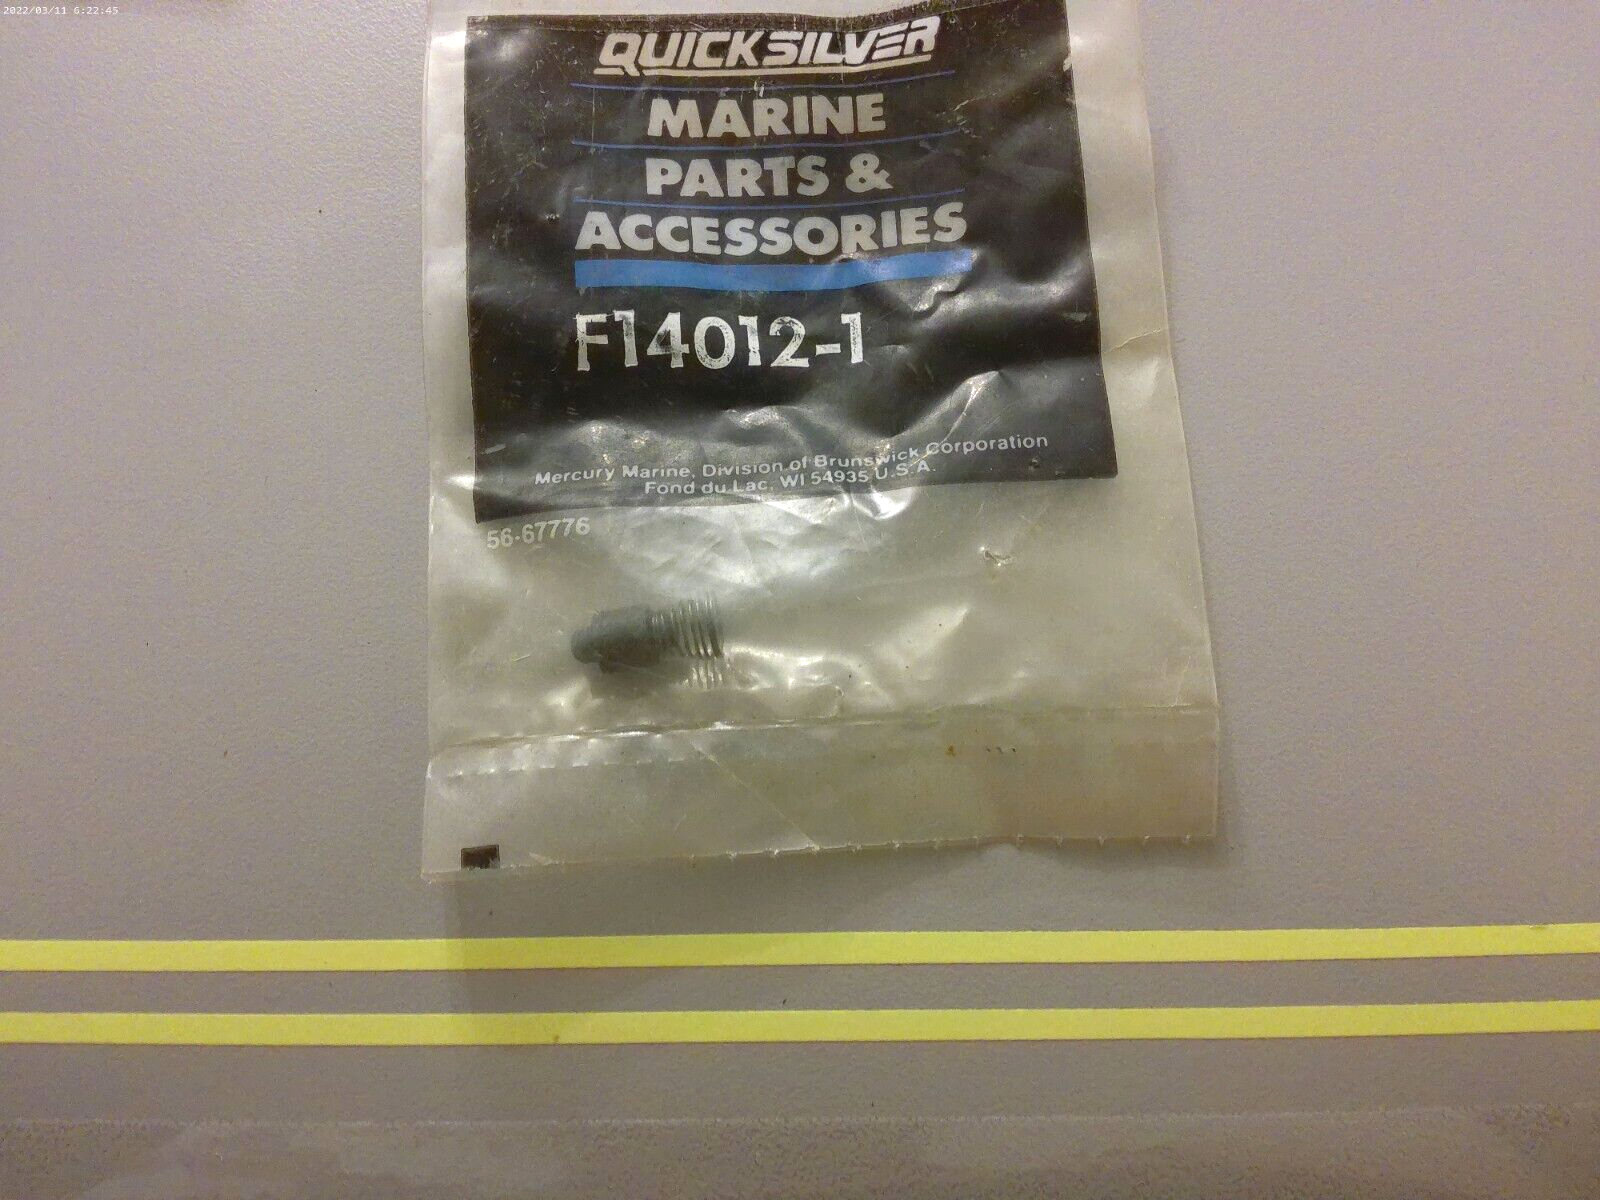 2022/03/11 6:22:45
QUICKSILVER
MARINE
PARTS &
ACCESSORIES
F14012-1
Mercury Marine, Division of Brunswick Corporation
Fond du Lac, WI 54935 U.S.A.
56-67776